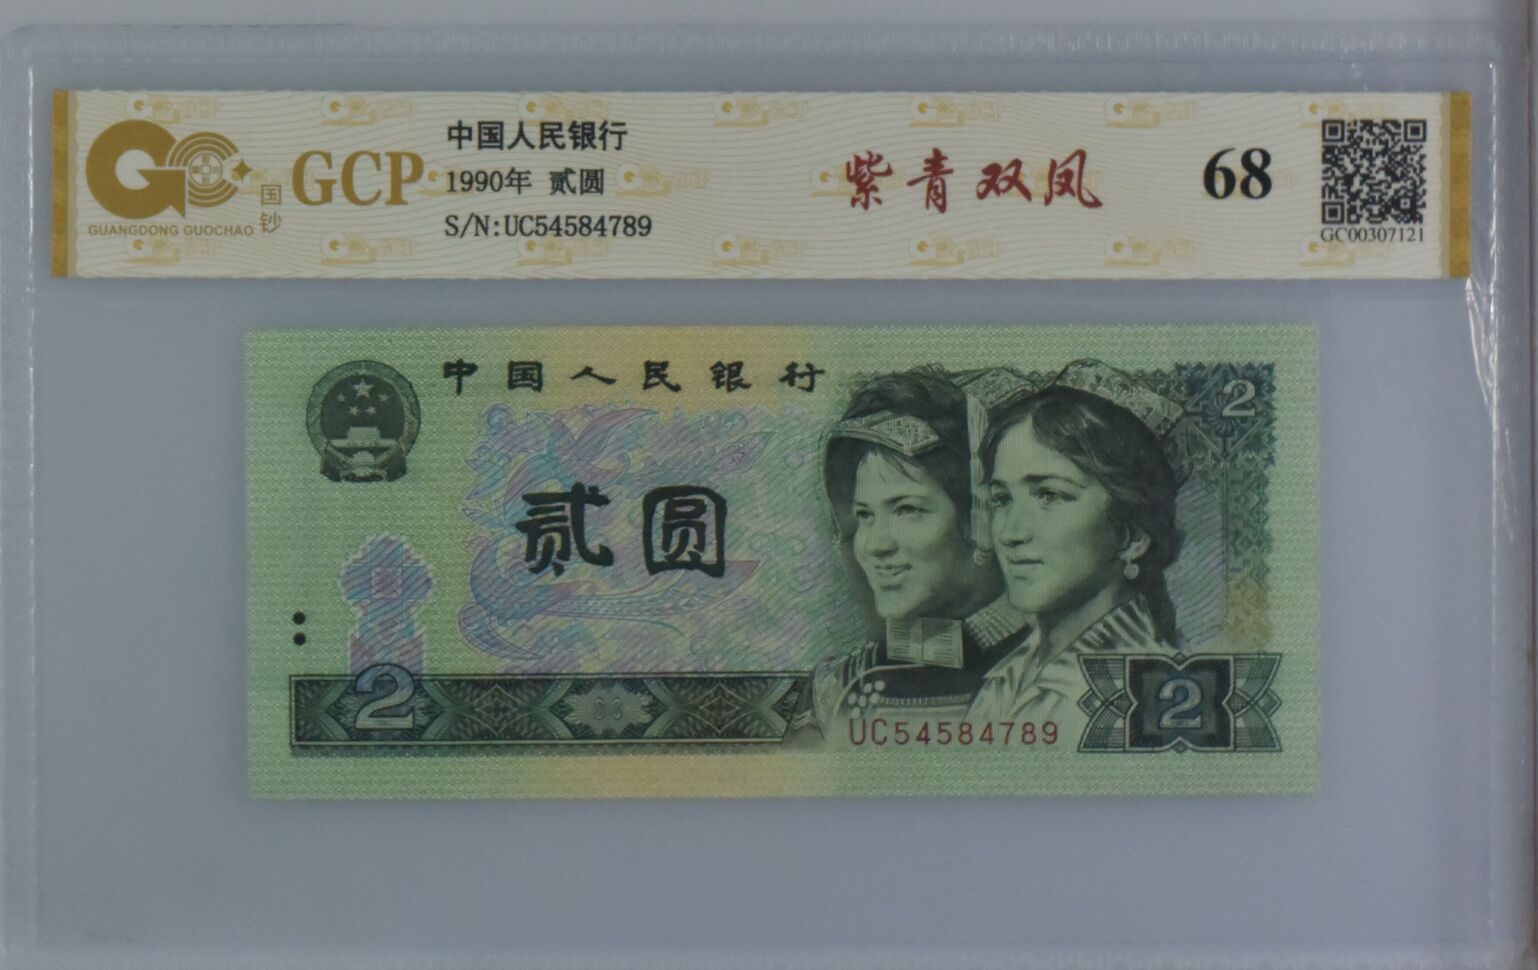 GCP
国钞
GUANGDONG GUOCHAO
中国人民银行
1990年 贰圆
S/N:UC54584789
紫青双凤
68
GC00307121
中国人民银行
2
贰圆
2
UC54584789
2